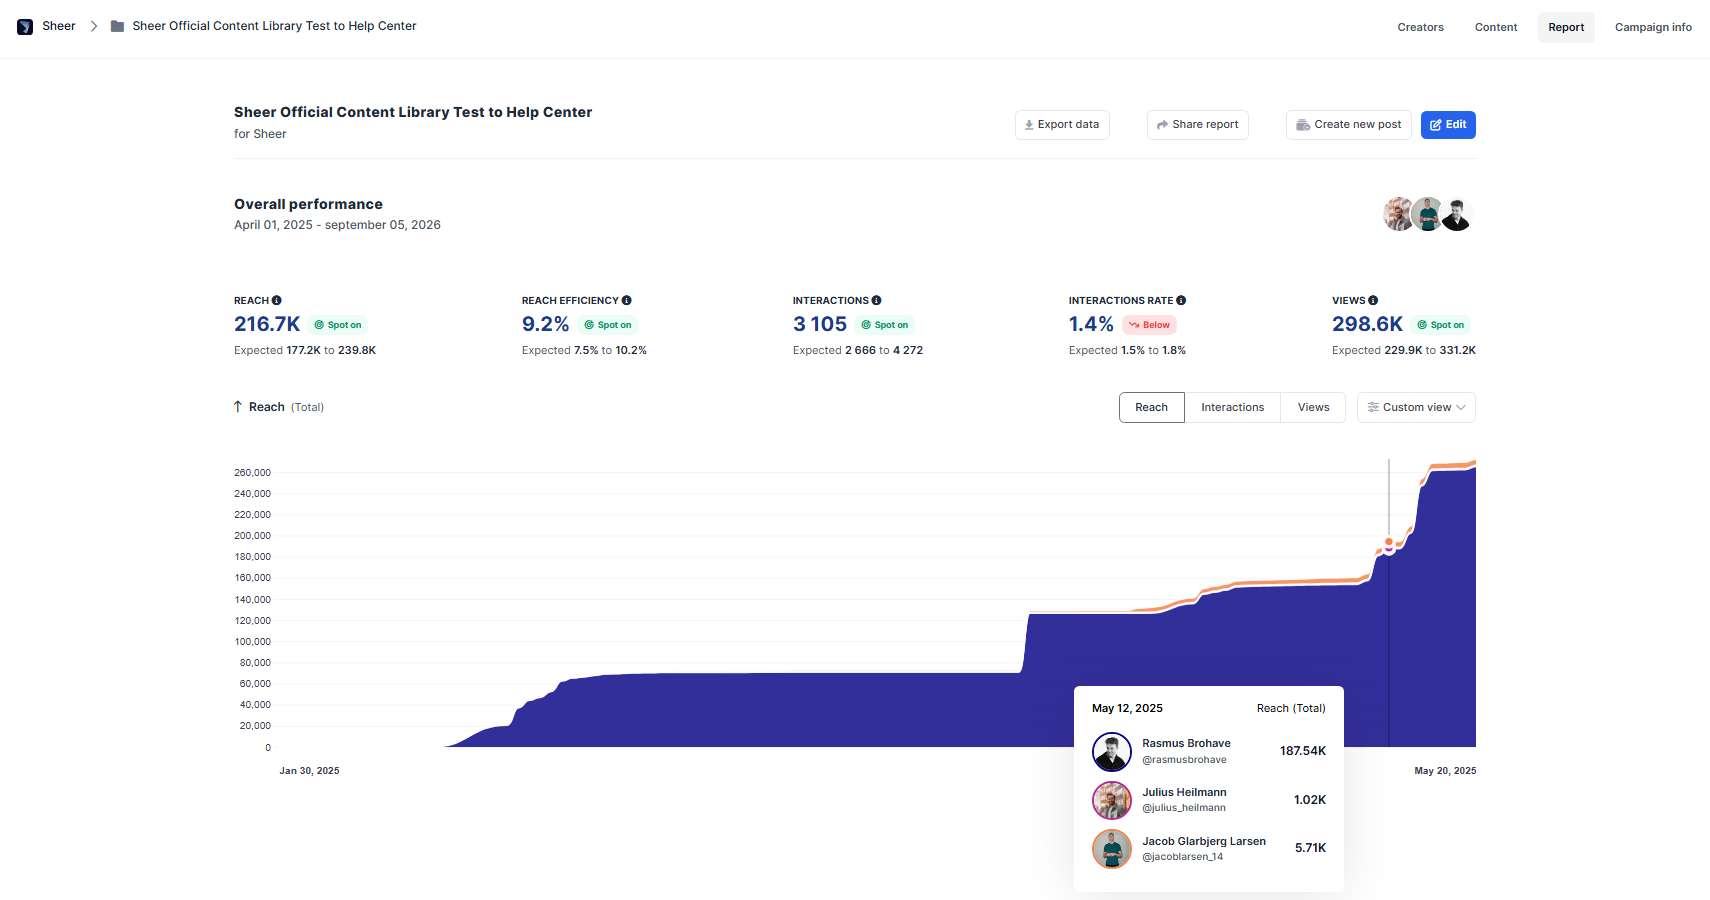 Sheer
Sheer Official Content Library Test to Help Center
Creators
Content
Report
Campaign info
Sheer Official Content Library Test to Help Center
for Sheer
Export data
Share report
Create new post
Edit
Overall performance
April 01, 2025 - september 05, 2026
REACH
216.7K Spot on
Expected 177.2K to 239.8K
REACH EFFICIENCY
9.2% Spot on
Expected 7.5% to 10.2%
INTERACTIONS
3 105 Spot on
Expected 2 666 to 4 272
INTERACTIONS RATE
1.4% Below
Expected 1.5% to 1.8%
VIEWS
298.6K Spot on
Expected 229.9K to 331.2K
Reach (Total)
Reach
Interactions
Views
Custom view
260,000
240,000
220,000
200,000
180,000
160,000
140,000
120,000
100,000
80,000
60,000
40,000
20,000
0
Jan 30, 2025
May 20, 2025
May 12, 2025 Reach (Total)
Rasmus Brohave
@rasmusbrohave
187.54K
Julius Heilmann
@julius_heilmann
1.02K
Jacob Glarbjerg Larsen
@jacoblarsen_14
5.71K